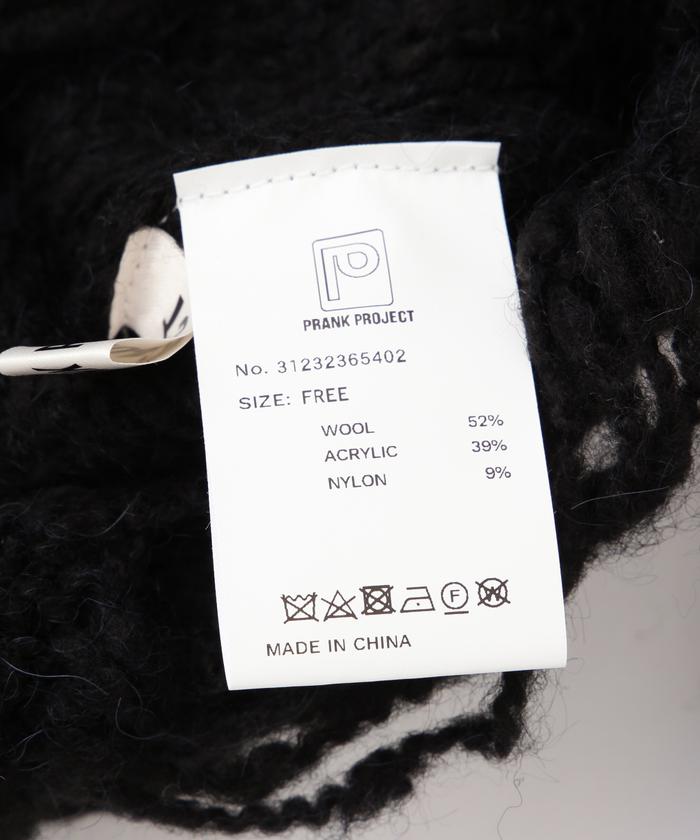 PRANK PROJECT
No. 31232365402
SIZE: FREE
WOOL 52%
ACRYLIC 39%
NYLON 9%
F W
MADE IN CHINA